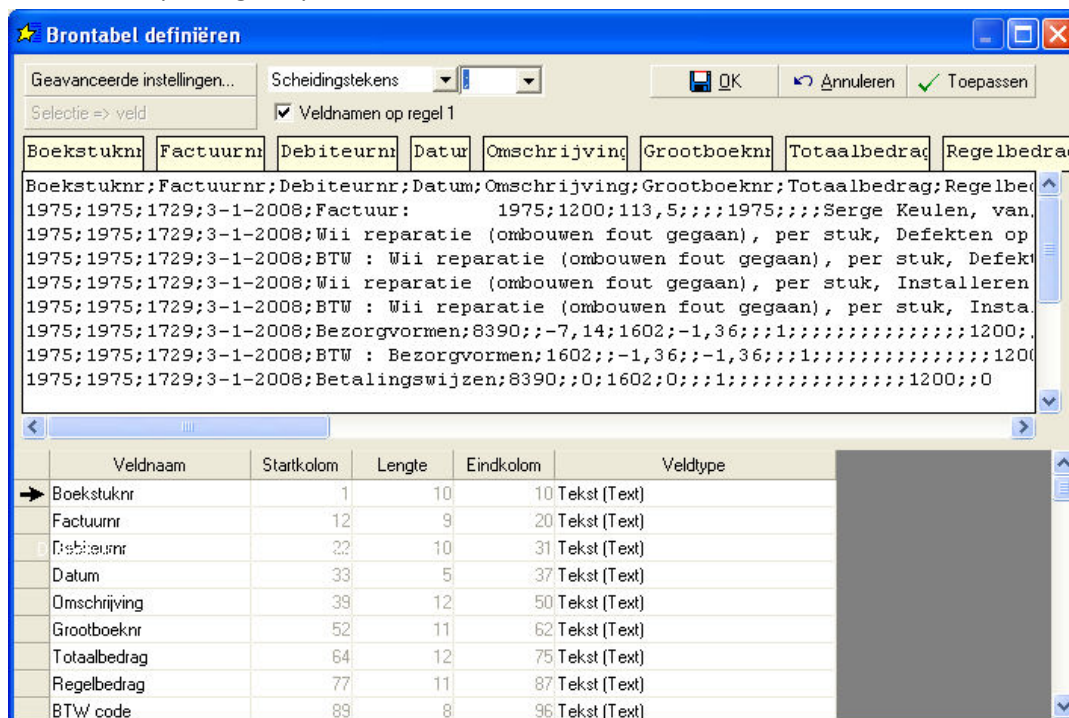 Brontabel definiëren
Geavanceerde instellingen... Scheidingstekens ; OK Annuleren Toepassen
Selectie => veld Veldnamen op regel 1
Boekstuknr Factuurnr Debiteurnr Datum Omschrijving Grootboeknr Totaalbedrag Regelbedra
Boekstuknr;Factuurnr;Debiteurnr;Datum;Omschrijving;Grootboeknr;Totaalbedrag;Regelbed
1975;1975;1729;3-1-2008;Factuur: 1975;1200;113,5;;;;1975;;;;Serge Keulen, van.
1975;1975;1729;3-1-2008;Wii reparatie (ombouwen fout gegaan), per stuk, Defekten op
1975;1975;1729;3-1-2008;BTW : Wii reparatie (ombouwen fout gegaan), per stuk, Defekt
1975;1975;1729;3-1-2008;Wii reparatie (ombouwen fout gegaan), per stuk, Installeren
1975;1975;1729;3-1-2008;BTW : Wii reparatie (ombouwen fout gegaan), per stuk, Insta.
1975;1975;1729;3-1-2008;Bezorgvormen;8390;;-7,14;1602;-1,36;;;1;;;;;;;;;;;;;;;1200;.
1975;1975;1729;3-1-2008;BTW : Bezorgvormen;1602;;-1,36;;-1,36;;;1;;;;;;;;;;;;;;;1200
1975;1975;1729;3-1-2008;Betalingswijzen;8390;;0;1602;0;;;1;;;;;;;;;;;;;;;1200;;0
Veldnaam Startkolom Lengte Eindkolom Veldtype
Boekstuknr 1 10 10 Tekst (Text)
Factuurnr 12 9 20 Tekst (Text)
Debiteurnr 22 10 31 Tekst (Text)
Datum 33 5 37 Tekst (Text)
Omschrijving 39 12 50 Tekst (Text)
Grootboeknr 52 11 62 Tekst (Text)
Totaalbedrag 64 12 75 Tekst (Text)
Regelbedrag 77 11 87 Tekst (Text)
BTW code 89 8 96 Tekst (Text)